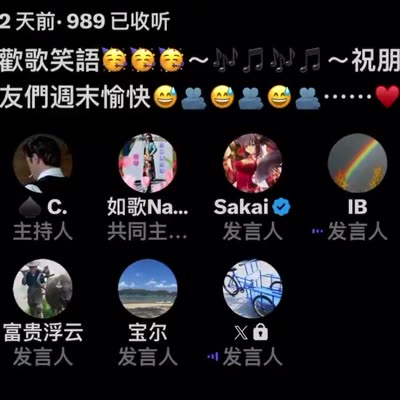 2 天前· 989 已收听
歡歌笑語🥳🥳🥳～🎶🎵🎶🎵～祝朋
友們週末愉快😅🫂😅🫂😅🫂……♥️
♠️ C. 如歌Na... Sakai IB
主持人 共同主... 发言人 发言人
富贵浮云 宝尔 𝕏🔒
发言人 发言人 发言人